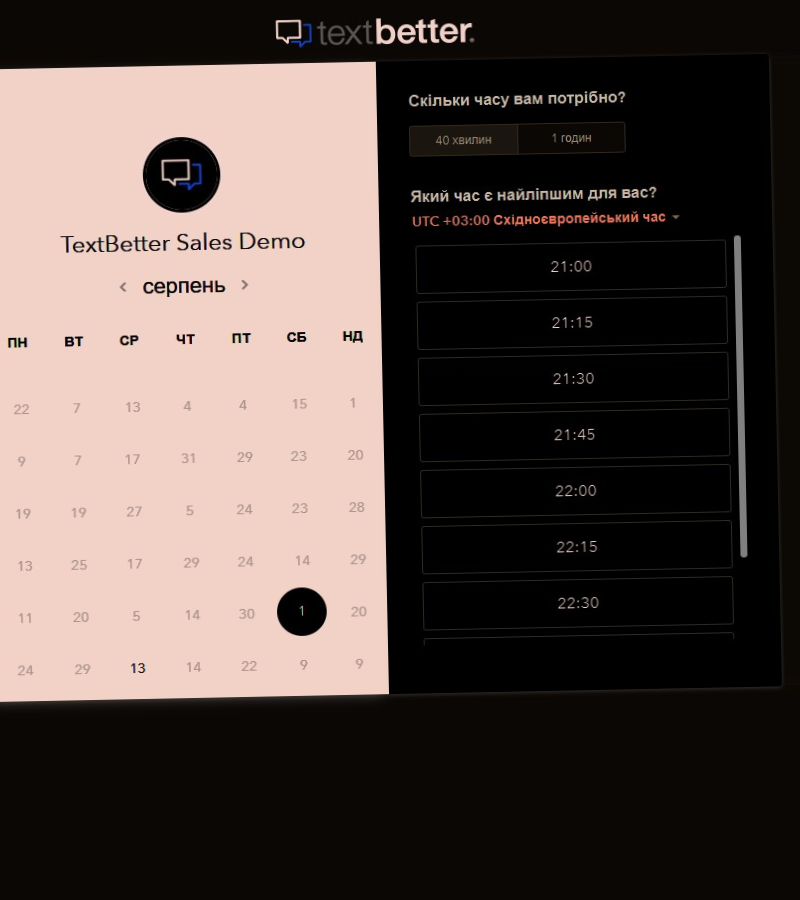 textbetter.
TextBetter Sales Demo
серпень
ПН ВТ СР ЧТ ПТ СБ НД
22 7 13 4 4 15 1
9 7 17 31 29 23 20
19 19 27 5 24 23 28
13 25 17 29 24 14 29
11 20 5 14 30 1 20
24 29 13 14 22 9 9
Скільки часу вам потрібно?
40 хвилин 1 годин
Який час є найліпшим для вас?
UTC +03:00 Східноєвропейський час
21:00
21:15
21:30
21:45
22:00
22:15
22:30